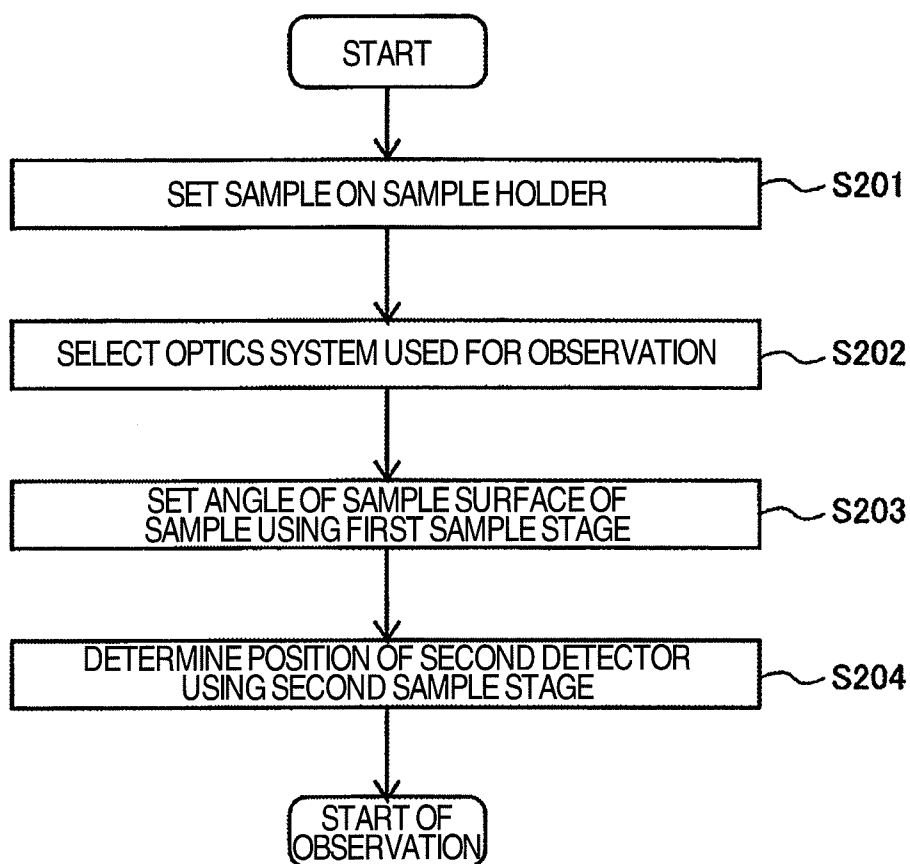 START
SET SAMPLE ON SAMPLE HOLDER
S201
SELECT OPTICS SYSTEM USED FOR OBSERVATION
S202
SET ANGLE OF SAMPLE SURFACE OF
SAMPLE USING FIRST SAMPLE STAGE
S203
DETERMINE POSITION OF SECOND DETECTOR
USING SECOND SAMPLE STAGE
S204
START OF
OBSERVATION